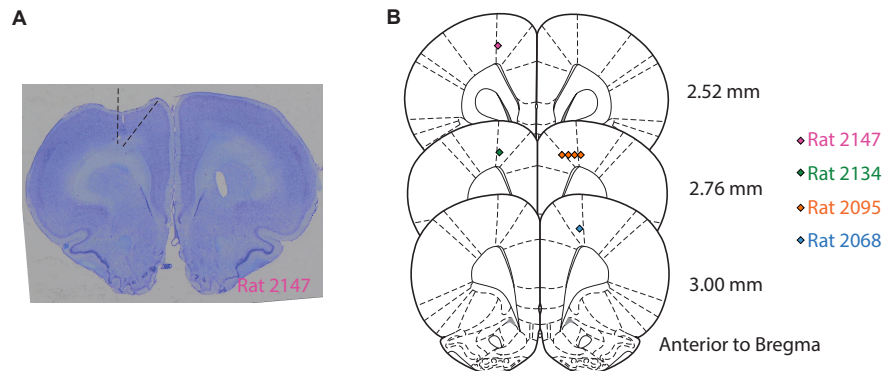 A
Rat 2147
B
2.52 mm
2.76 mm
3.00 mm
Anterior to Bregma
Rat 2147
Rat 2134
Rat 2095
Rat 2068